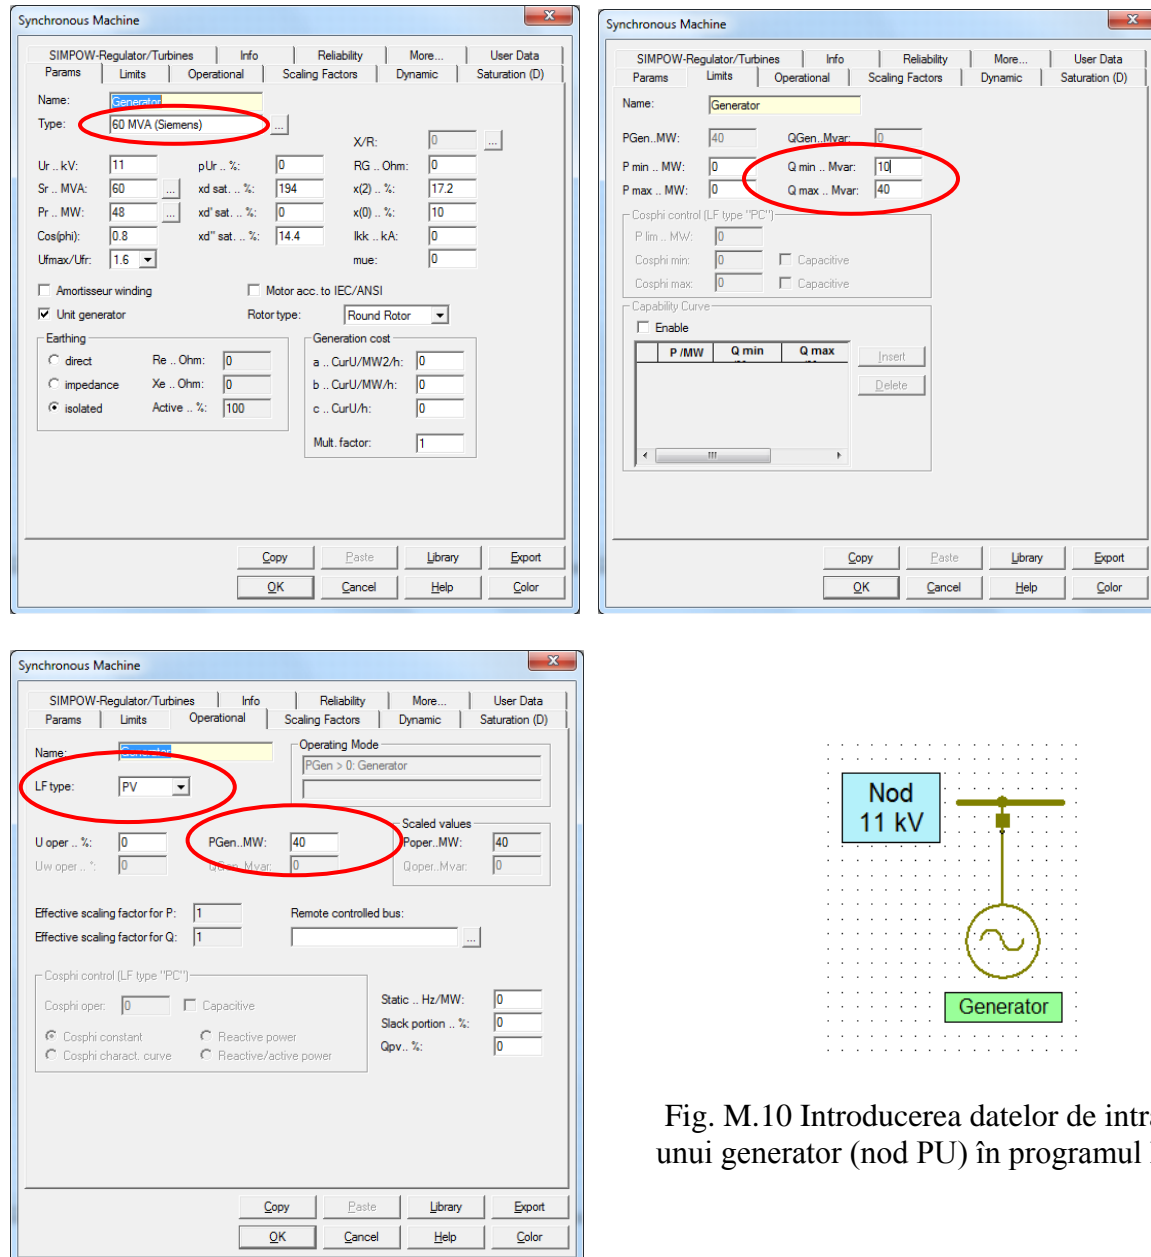 Synchronous Machine
SIMPOW-Regulator/Turbines Info Reliability More... User Data
Params Limits Operational Scaling Factors Dynamic Saturation (D)
Name: Generator
Type: 60 MVA (Siemens) ...
X/R: 0 ...
Ur .. kV: 11 pUr .. %: 0 RG .. Ohm: 0
Sr .. MVA: 60 ... xd sat. .. %: 194 x(2) .. %: 17.2
Pr .. MW: 48 ... xd' sat. .. %: 0 x(0) .. %: 10
Cos(phi): 0.8 xd'' sat. .. %: 14.4 Ikk .. kA: 0
Ufmax/Ufr: 1.6 mue: 0
Amortisseur winding Motor acc. to IEC/ANSI
Unit generator Rotor type: Round Rotor
Earthing Generation cost
direct Re .. Ohm: 0 a .. CurU/MW2/h: 0
impedance Xe .. Ohm: 0 b .. CurU/MW/h: 0
isolated Active .. %: 100 c .. CurU/h: 0
Mult. factor: 1
Copy Paste Library Export
OK Cancel Help Color
Synchronous Machine
SIMPOW-Regulator/Turbines Info Reliability More... User Data
Params Limits Operational Scaling Factors Dynamic Saturation (D)
Name: Generator
PGen..MW: 40 QGen..Mvar: 0
P min .. MW: 0 Q min .. Mvar: 10
P max .. MW: 0 Q max .. Mvar: 40
Cosphi control (LF type "PC")
P lim .. MW: 0
Cosphi min: 0 Capacitive
Cosphi max: 0 Capacitive
Capability Curve
Enable
P /MW Q min Q max Insert
Delete
Copy Paste Library Export
OK Cancel Help Color
Synchronous Machine
SIMPOW-Regulator/Turbines Info Reliability More... User Data
Params Limits Operational Scaling Factors Dynamic Saturation (D)
Name: Generator Operating Mode
PGen > 0: Generator
LF type: PV
Scaled values
U oper .. %: 0 PGen..MW: 40 Poper..MW: 40
Uw oper .. °: 0 QGen..Mvar: 0 Qoper..Mvar: 0
Effective scaling factor for P: 1 Remote controlled bus:
Effective scaling factor for Q: 1 ...
Cosphi control (LF type "PC")
Cosphi oper: 0 Capacitive Static .. Hz/MW: 0
Slack portion .. %: 0
Cosphi constant Reactive power Qpv.. %: 0
Cosphi charact. curve Reactive/active power
Copy Paste Library Export
OK Cancel Help Color
Nod
11 kV
Generator
Fig. M.10 Introducerea datelor de intr
unui generator (nod PU) în programul